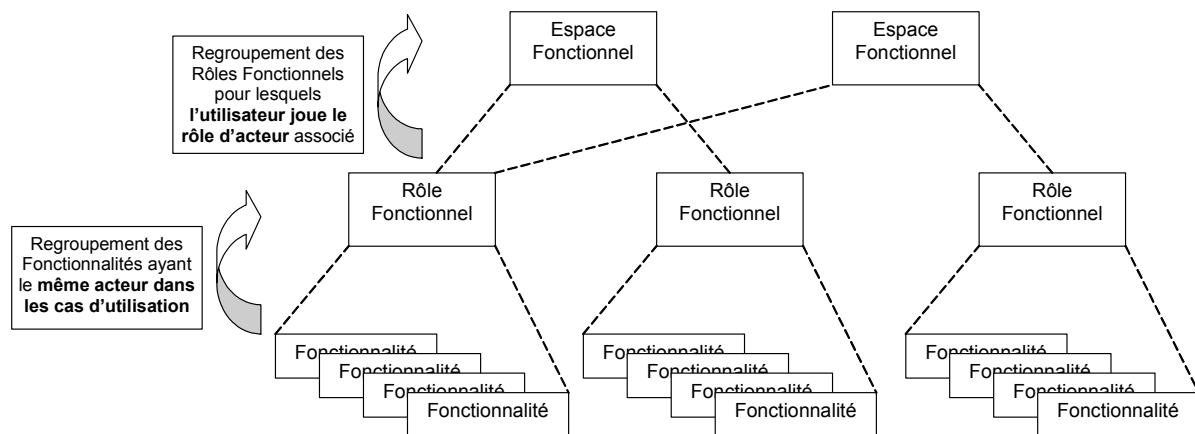 Regroupement des
Rôles Fonctionnels
pour lesquels
l'utilisateur joue le
rôle d'acteur associé
Espace
Fonctionnel
Espace
Fonctionnel
Regroupement des
Fonctionnalités ayant
le même acteur dans
les cas d'utilisation
Rôle
Fonctionnel
Rôle
Fonctionnel
Rôle
Fonctionnel
Fonctionnalité
Fonctionnalité
Fonctionnalité
Fonctionnalité
Fonctionnalité
Fonctionnalité
Fonctionnalité
Fonctionnalité
Fonctionnalité
Fonctionnalité
Fonctionnalité
Fonctionnalité